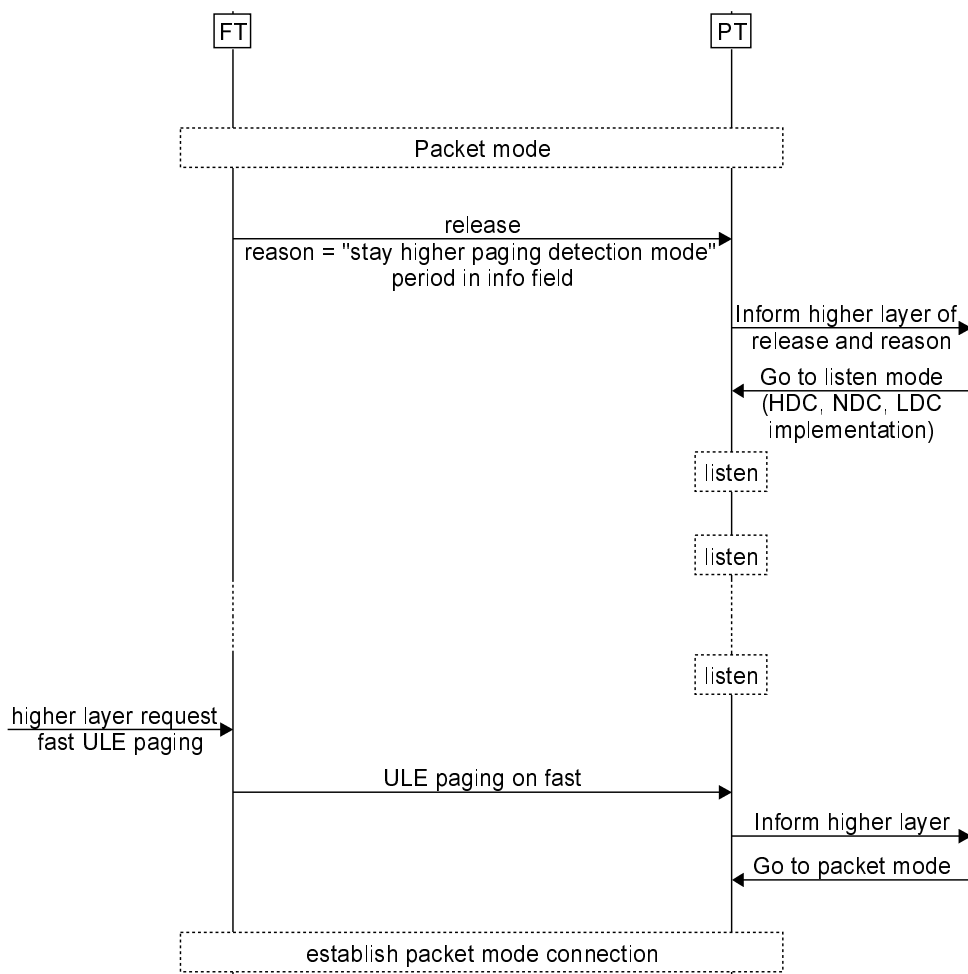 FT
PT
Packet mode
release
reason = "stay higher paging detection mode"
period in info field
Inform higher layer of
release and reason
Go to listen mode
(HDC, NDC, LDC
implementation)
listen
listen
listen
higher layer request
fast ULE paging
ULE paging on fast
Inform higher layer
Go to packet mode
establish packet mode connection